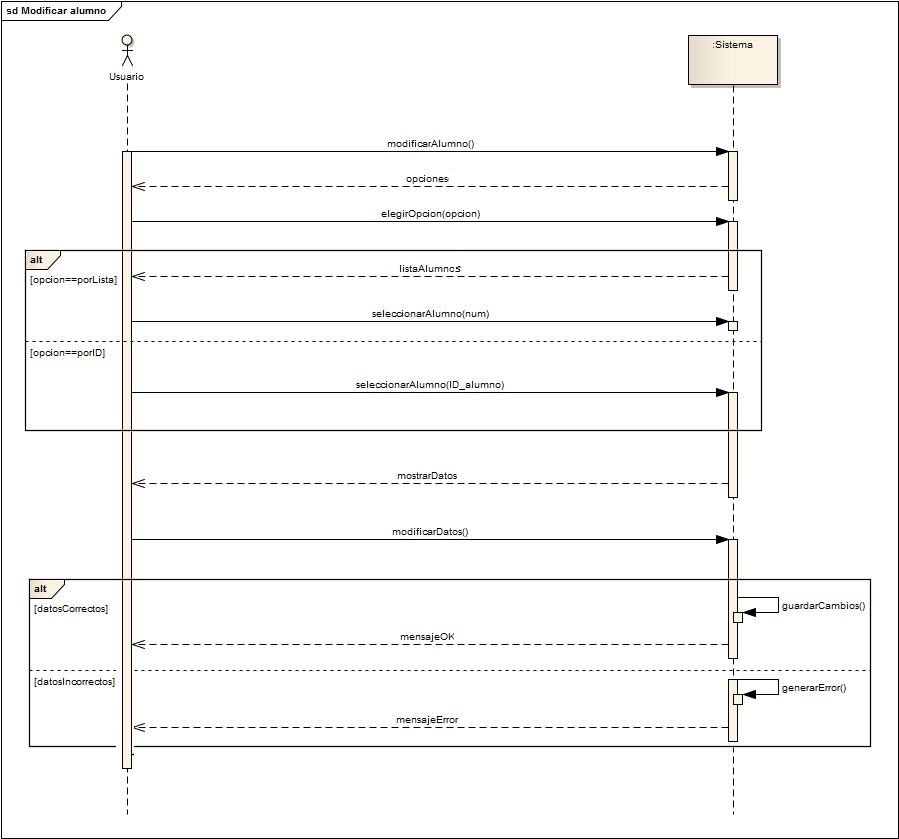 sd Modificar alumno
:Sistema
Usuario
modificarAlumno()
opciones
elegirOpcion(opcion)
alt
listaAlumnos
[opcion==porLista]
seleccionarAlumno(num)
[opcion==porID]
seleccionarAlumno(ID_alumno)
mostrarDatos
modificarDatos()
alt
[datosCorrectos]
guardarCambios()
mensajeOK
[datosIncorrectos]
generarError()
mensajeError